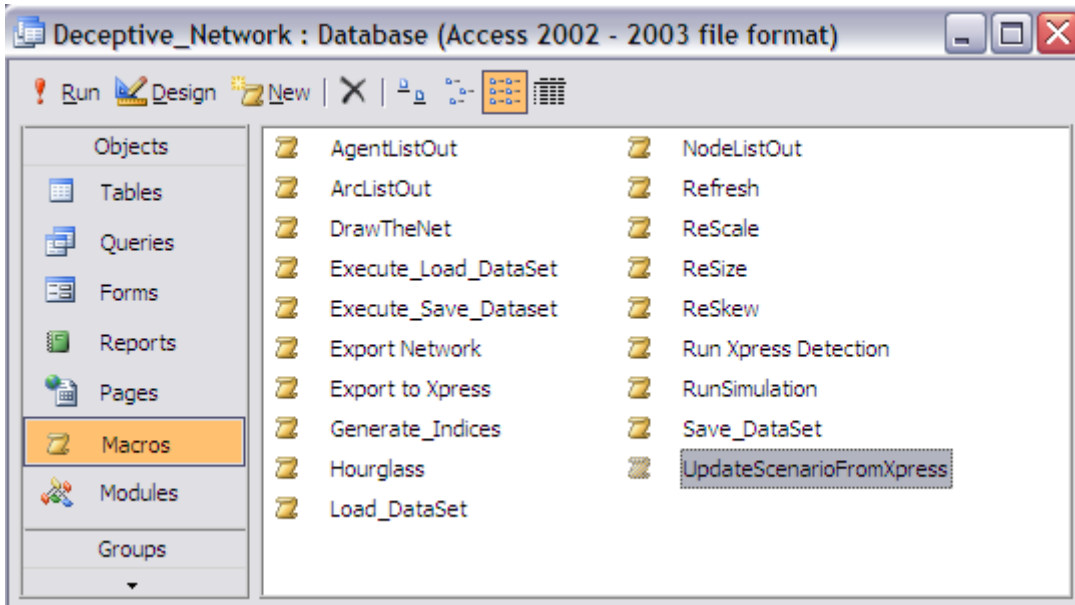 Deceptive_Network : Database (Access 2002 - 2003 file format)
Run Design New
Objects
Tables
Queries
Forms
Reports
Pages
Macros
Modules
Groups
AgentListOut
ArcListOut
DrawTheNet
Execute_Load_DataSet
Execute_Save_Dataset
Export Network
Export to Xpress
Generate_Indices
Hourglass
Load_DataSet
NodeListOut
Refresh
ReScale
ReSize
ReSkew
Run Xpress Detection
RunSimulation
Save_DataSet
UpdateScenarioFromXpress